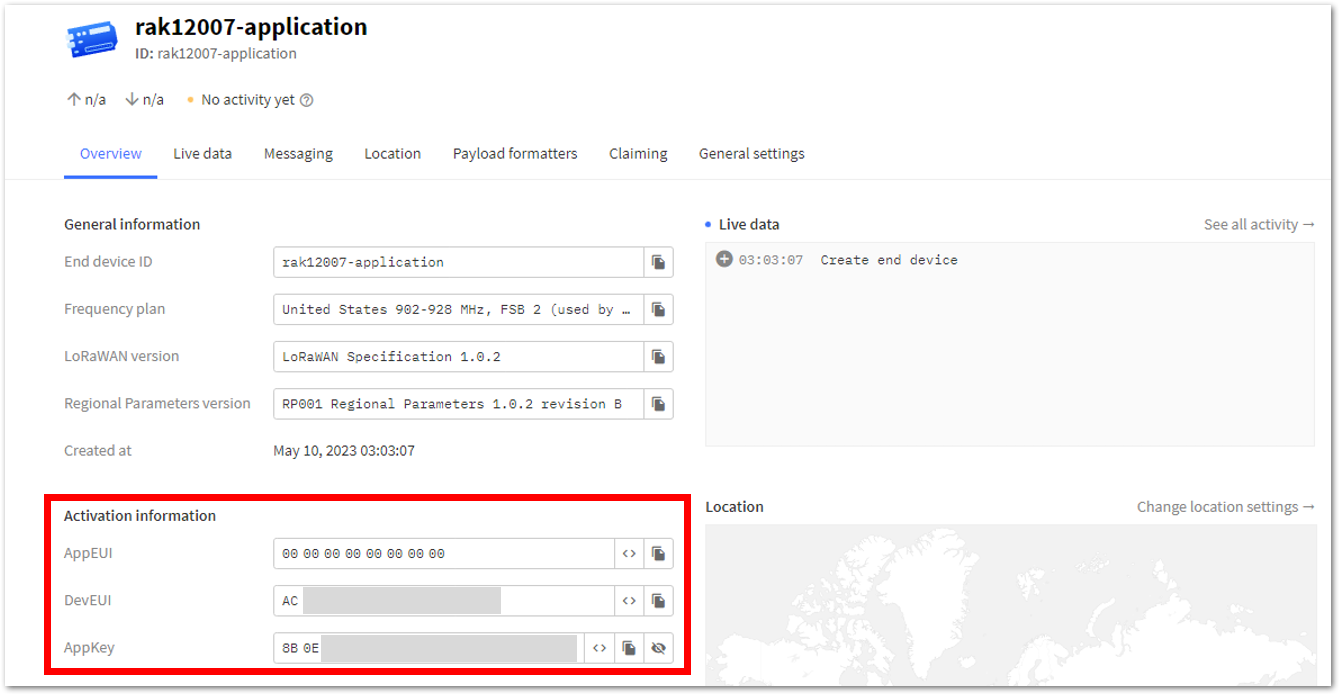 rak12007-application
ID: rak12007-application
n/a n/a No activity yet
Overview Live data Messaging Location Payload formatters Claiming General settings
General information
End device ID rak12007-application
Frequency plan United States 902-928 MHz, FSB 2 (used by …
LoRaWAN version LoRaWAN Specification 1.0.2
Regional Parameters version RP001 Regional Parameters 1.0.2 revision B
Created at May 10, 2023 03:03:07
Live data See all activity →
03:03:07 Create end device
Activation information
AppEUI 00 00 00 00 00 00 00 00
DevEUI AC
AppKey 8B 0E
Location Change location settings →